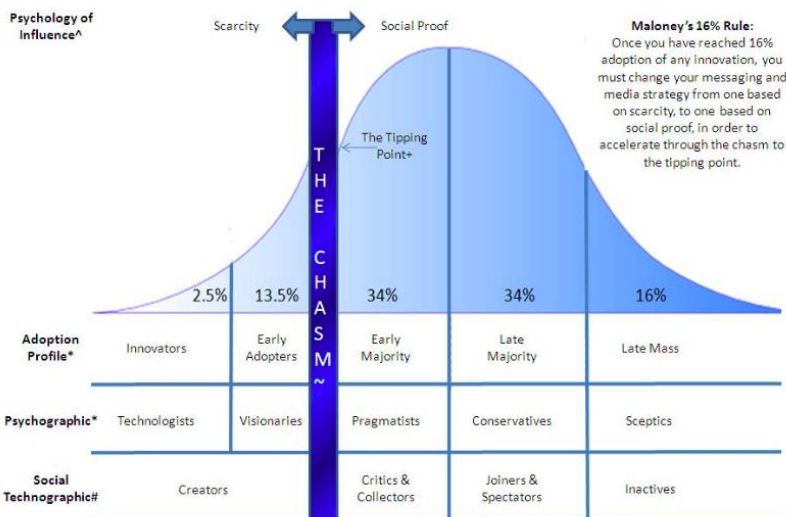 Psychology of
Influence^
Scarcity
Social Proof
Maloney's 16% Rule:
Once you have reached 16%
adoption of any innovation, you
must change your messaging and
media strategy from one based
on scarcity, to one based on
social proof, in order to
accelerate through the chasm to
the tipping point.
The Tipping
Point+
THE CHASM~
2.5%
13.5%
34%
34%
16%
Adoption
Profile*
Innovators
Early
Adopters
Early
Majority
Late
Majority
Late Mass
Psychographic*
Technologists
Visionaries
Pragmatists
Conservatives
Sceptics
Social
Technographic#
Creators
Critics &
Collectors
Joiners &
Spectators
Inactives